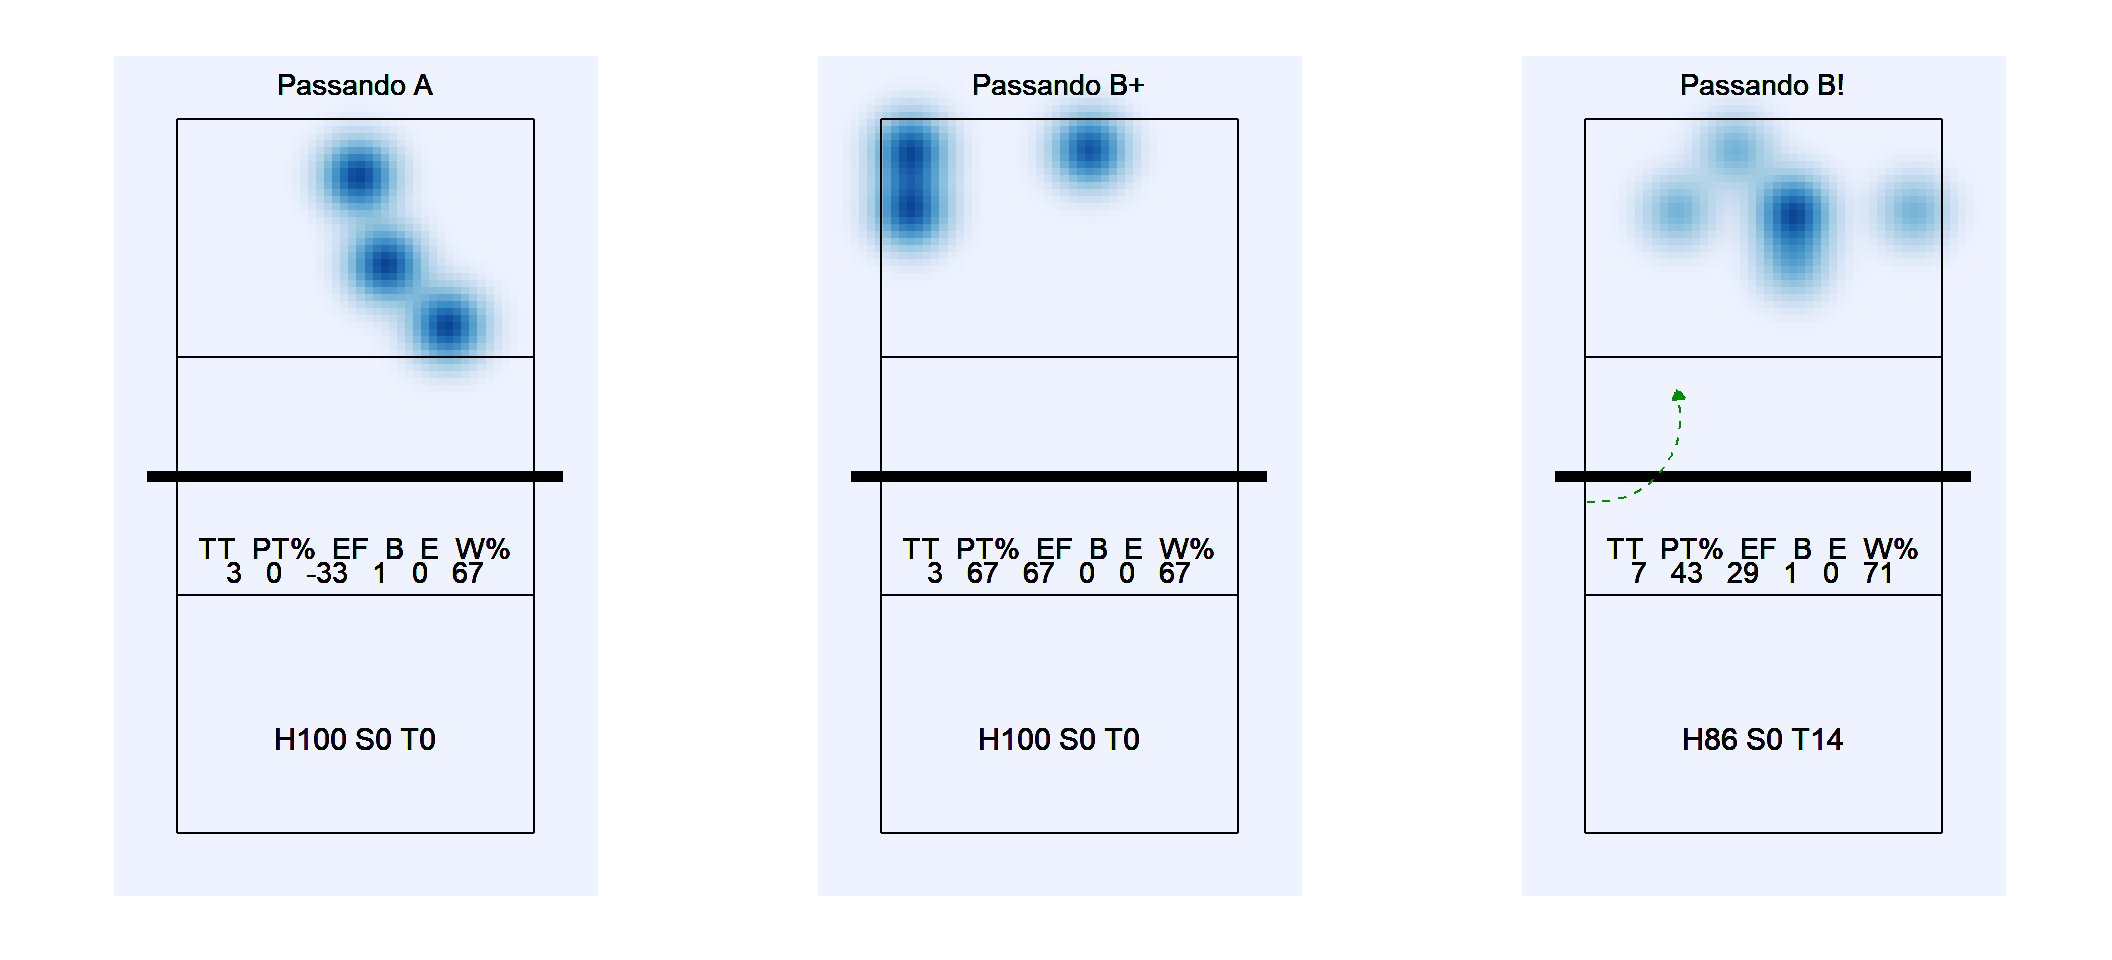 Passando A
TT PT% EF B E W%
3 0 -33 1 0 67
H100 S0 T0
Passando B+
TT PT% EF B E W%
3 67 67 0 0 67
H100 S0 T0
Passando B!
TT PT% EF B E W%
7 43 29 1 0 71
H86 S0 T14